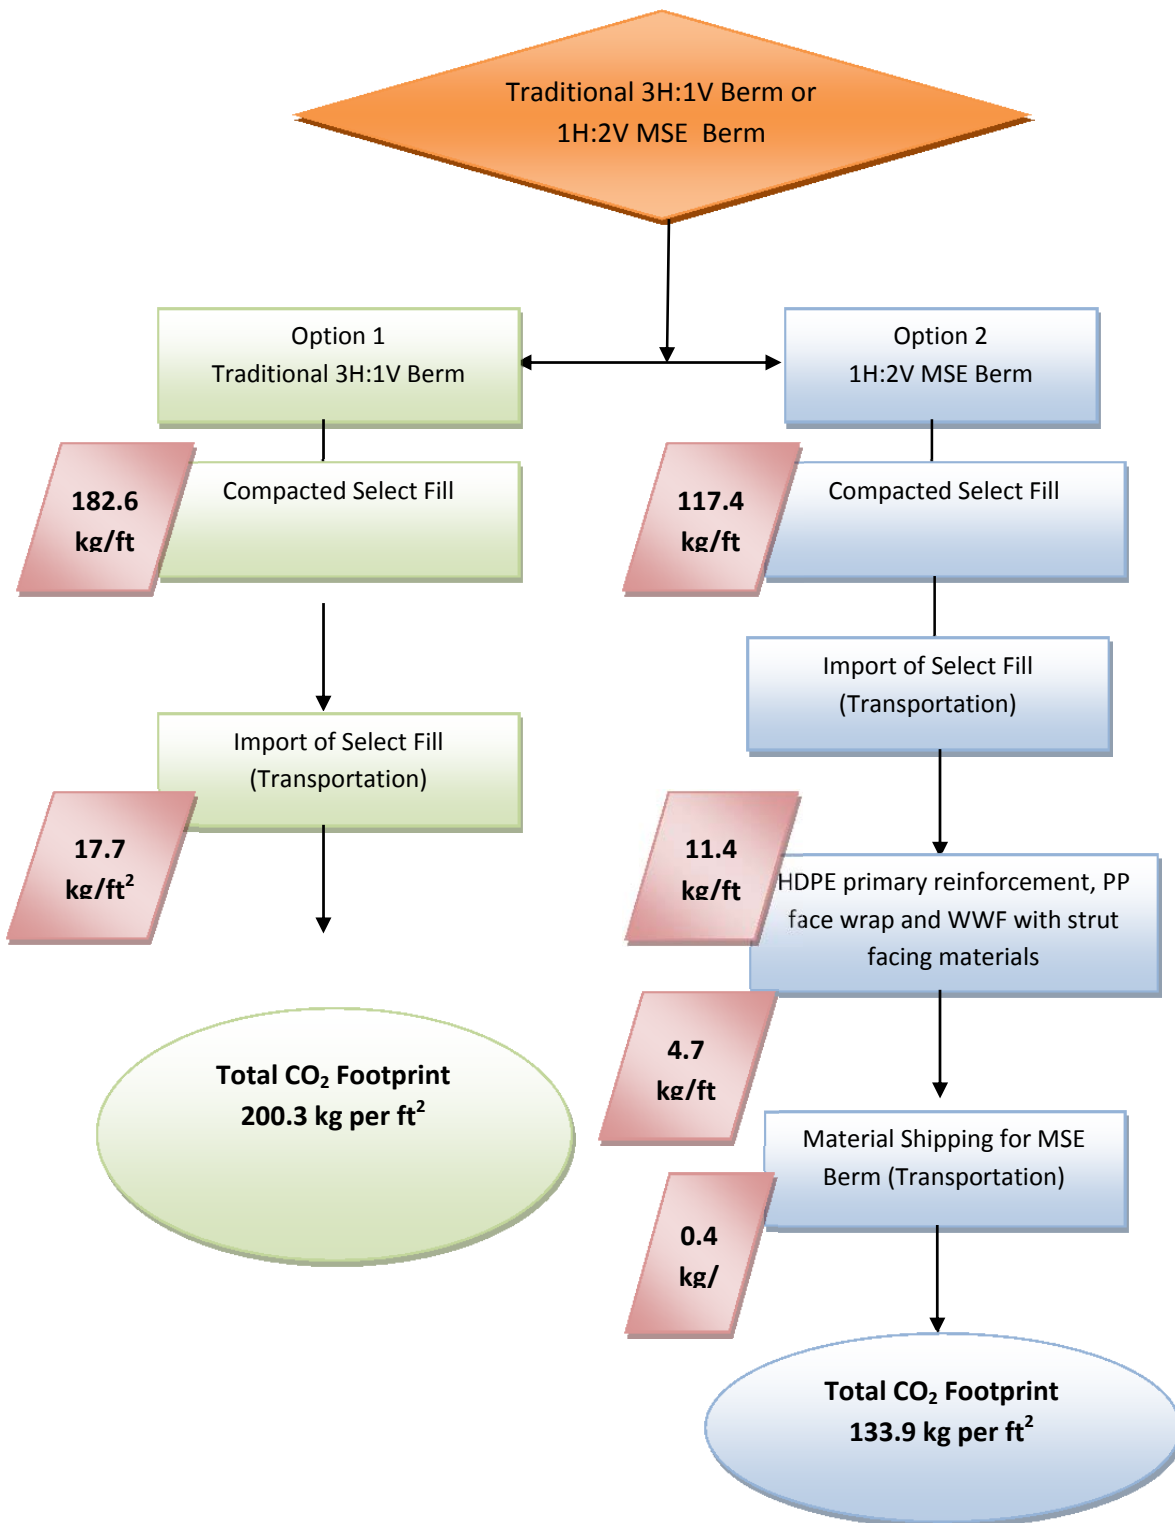 Traditional 3H:1V Berm or
1H:2V MSE Berm
Option 1
Traditional 3H:1V Berm
Option 2
1H:2V MSE Berm
182.6
kg/ft
Compacted Select Fill
117.4
kg/ft
Compacted Select Fill
Import of Select Fill
(Transportation)
Import of Select Fill
(Transportation)
17.7
kg/ft²
11.4
kg/ft
HDPE primary reinforcement, PP
face wrap and WWF with strut
facing materials
Total CO₂ Footprint
200.3 kg per ft²
4.7
kg/ft
Material Shipping for MSE
Berm (Transportation)
0.4
kg/
Total CO₂ Footprint
133.9 kg per ft²